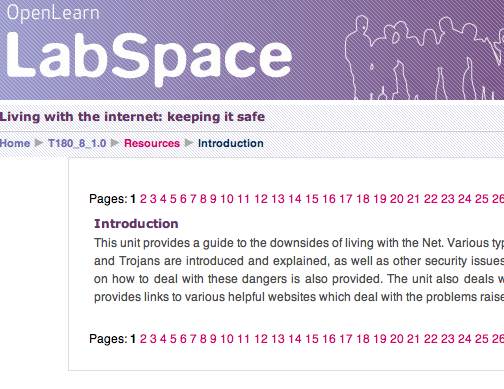 OpenLearn
LabSpace
Living with the internet: keeping it safe
Home ► T180_8_1.0 ► Resources ► Introduction
Pages: 1 2 3 4 5 6 7 8 9 10 11 12 13 14 15 16 17 18 19 20 21 22 23 24 25 26
Introduction
This unit provides a guide to the downsides of living with the Net. Various typ
and Trojans are introduced and explained, as well as other security issues
on how to deal with these dangers is also provided. The unit also deals w
provides links to various helpful websites which deal with the problems raise
Pages: 1 2 3 4 5 6 7 8 9 10 11 12 13 14 15 16 17 18 19 20 21 22 23 24 25 26